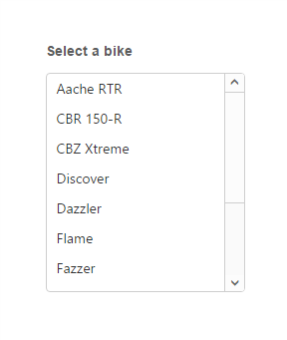 Select a bike
Aache RTR
CBR 150-R
CBZ Xtreme
Discover
Dazzler
Flame
Fazzer